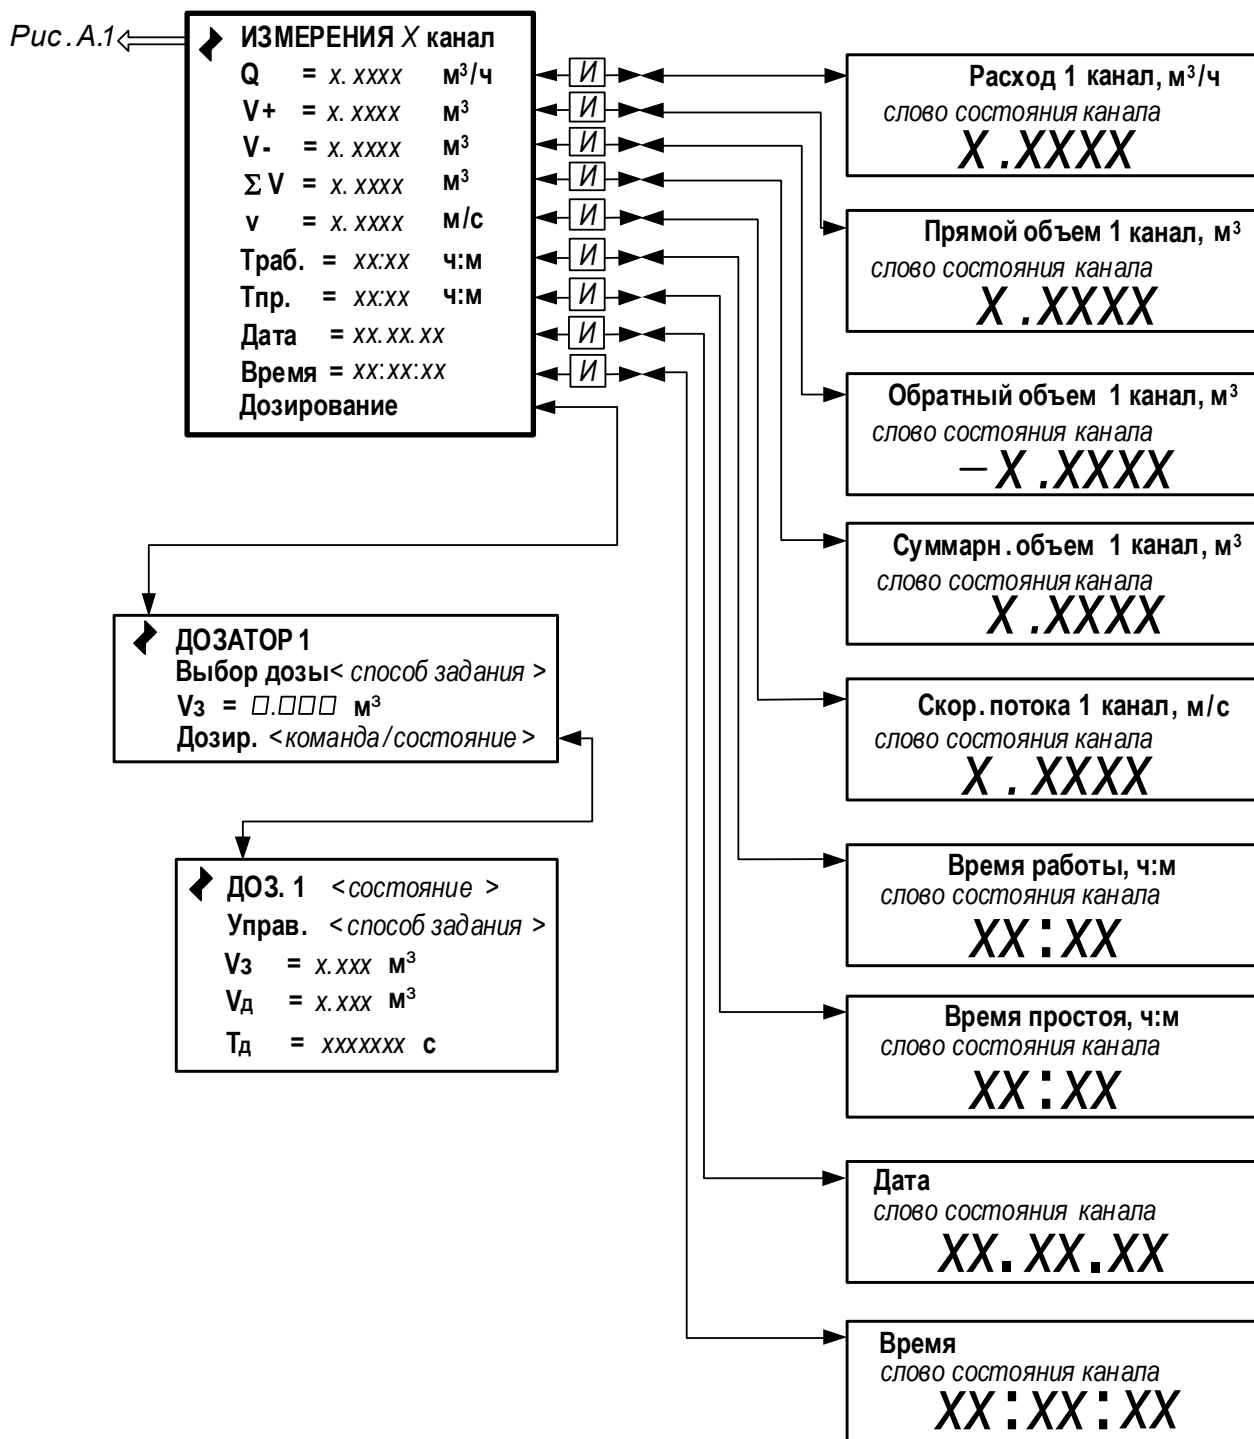 Рис. А.1
ИЗМЕРЕНИЯ X канал
Q = x.xxxx м³/ч
V+ = x.xxxx м³
V- = x.xxxx м³
ΣV = x.xxxx м³
v = x.xxxx м/с
Траб. = xx:xx ч:м
Тпр. = xx:xx ч:м
Дата = xx.xx.xx
Время = xx:xx:xx
Дозирование
И
И
И
И
И
И
И
И
И
Расход 1 канал, м³/ч
слово состояния канала
X.XXXX
Прямой объем 1 канал, м³
слово состояния канала
X.XXXX
Обратный объем 1 канал, м³
слово состояния канала
–X.XXXX
Суммарн.объем 1 канал, м³
слово состояния канала
X.XXXX
Скор.потока 1 канал, м/с
слово состояния канала
X.XXXX
Время работы, ч:м
слово состояния канала
XX:XX
Время простоя, ч:м
слово состояния канала
XX:XX
Дата
слово состояния канала
XX.XX.XX
Время
слово состояния канала
XX:XX:XX
ДОЗАТОР 1
Выбор дозы < способ задания >
Vз = □.□□□ м³
Дозир. <команда/состояние>
ДОЗ. 1 <состояние >
Управ. <способ задания>
Vз = x.xxx м³
Vд = x.xxx м³
Тд = xxxxxxx с